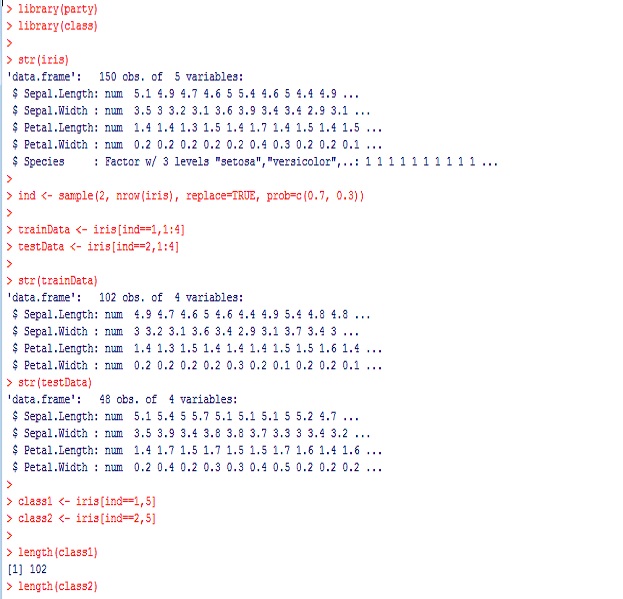 > library(party)
> library(class)
>
> str(iris)
'data.frame':   150 obs. of  5 variables:
 $ Sepal.Length: num  5.1 4.9 4.7 4.6 5 5.4 4.6 5 4.4 4.9 ...
 $ Sepal.Width : num  3.5 3 3.2 3.1 3.6 3.9 3.4 3.4 2.9 3.1 ...
 $ Petal.Length: num  1.4 1.4 1.3 1.5 1.4 1.7 1.4 1.5 1.4 1.5 ...
 $ Petal.Width : num  0.2 0.2 0.2 0.2 0.2 0.4 0.3 0.2 0.2 0.1 ...
 $ Species     : Factor w/ 3 levels "setosa","versicolor",..: 1 1 1 1 1 1 1 1 1 1 ...
>
> ind <- sample(2, nrow(iris), replace=TRUE, prob=c(0.7, 0.3))
>
> trainData <- iris[ind==1,1:4]
> testData <- iris[ind==2,1:4]
>
> str(trainData)
'data.frame':   102 obs. of  4 variables:
 $ Sepal.Length: num  4.9 4.7 4.6 5 4.6 4.4 4.9 5.4 4.8 4.8 ...
 $ Sepal.Width : num  3 3.2 3.1 3.6 3.4 2.9 3.1 3.7 3.4 3 ...
 $ Petal.Length: num  1.4 1.3 1.5 1.4 1.4 1.4 1.5 1.5 1.6 1.4 ...
 $ Petal.Width : num  0.2 0.2 0.2 0.2 0.3 0.2 0.1 0.2 0.2 0.1 ...
> str(testData)
'data.frame':   48 obs. of  4 variables:
 $ Sepal.Length: num  5.1 5.4 5 5.7 5.1 5.1 5.1 5 5.2 4.7 ...
 $ Sepal.Width : num  3.5 3.9 3.4 3.8 3.8 3.7 3.3 3 3.4 3.2 ...
 $ Petal.Length: num  1.4 1.7 1.5 1.7 1.5 1.5 1.7 1.6 1.4 1.6 ...
 $ Petal.Width : num  0.2 0.4 0.2 0.3 0.3 0.4 0.5 0.2 0.2 0.2 ...
>
> class1 <- iris[ind==1,5]
> class2 <- iris[ind==2,5]
>
> length(class1)
[1] 102
> length(class2)